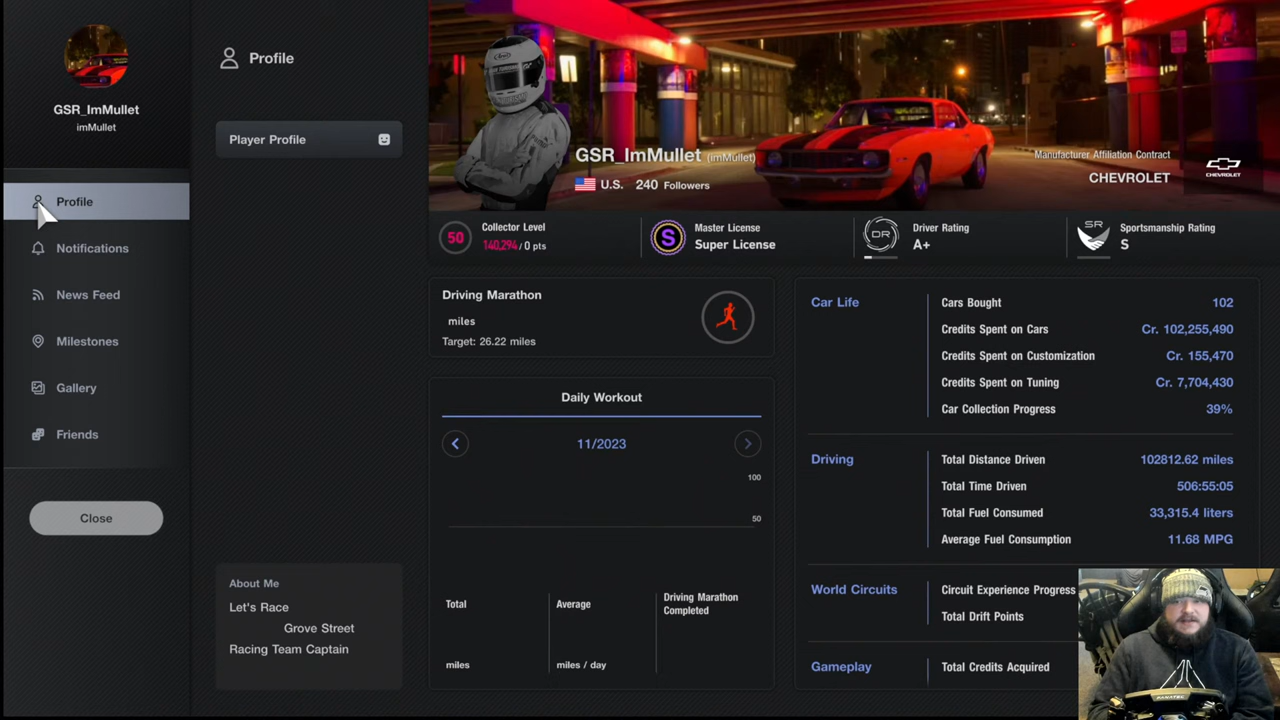 GSR_ImMullet
imMullet
Profile
Notifications
News Feed
Milestones
Gallery
Friends
Close
Profile
Player Profile
About Me
Let's Race
Grove Street
Racing Team Captain
GSR_ImMullet (imMullet)
U.S. 240 Followers
Manufacturer Affiliation Contract
CHEVROLET
CHEVROLET
50
Collector Level
140,294 / 0 pts
S
Master License
Super License
DR
Driver Rating
A+
SR
Sportsmanship Rating
S
Driving Marathon
miles
Target: 26.22 miles
Daily Workout
11/2023
100
50
Total
miles
Average
miles / day
Driving Marathon
Completed
Car Life
Cars Bought 102
Credits Spent on Cars Cr. 102,255,490
Credits Spent on Customization Cr. 155,470
Credits Spent on Tuning Cr. 7,704,430
Car Collection Progress 39%
Driving
Total Distance Driven 102812.62 miles
Total Time Driven 506:55:05
Total Fuel Consumed 33,315.4 liters
Average Fuel Consumption 11.68 MPG
World Circuits
Circuit Experience Progress
Total Drift Points
Gameplay
Total Credits Acquired
FANATEC